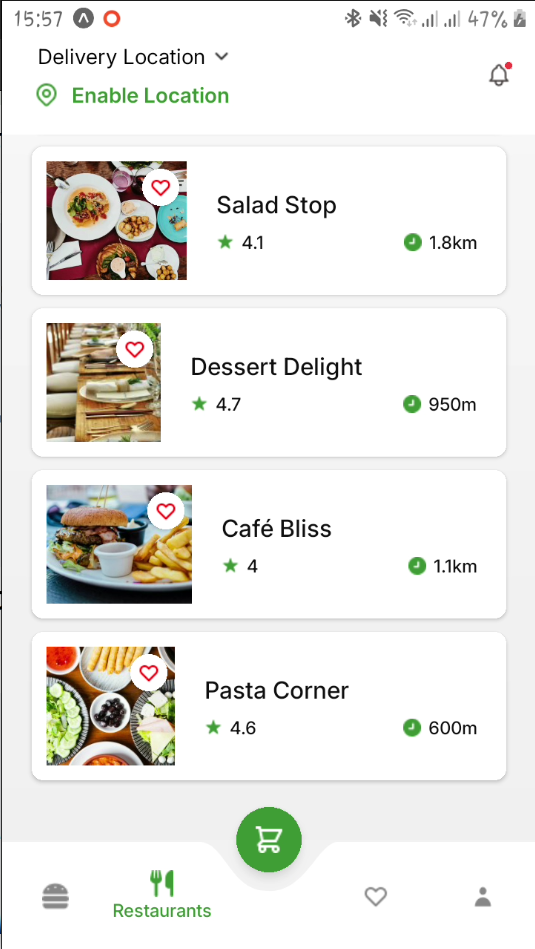 15:57 47%
Delivery Location
Enable Location
Salad Stop
4.1 1.8km
Dessert Delight
4.7 950m
Café Bliss
4 1.1km
Pasta Corner
4.6 600m
Restaurants